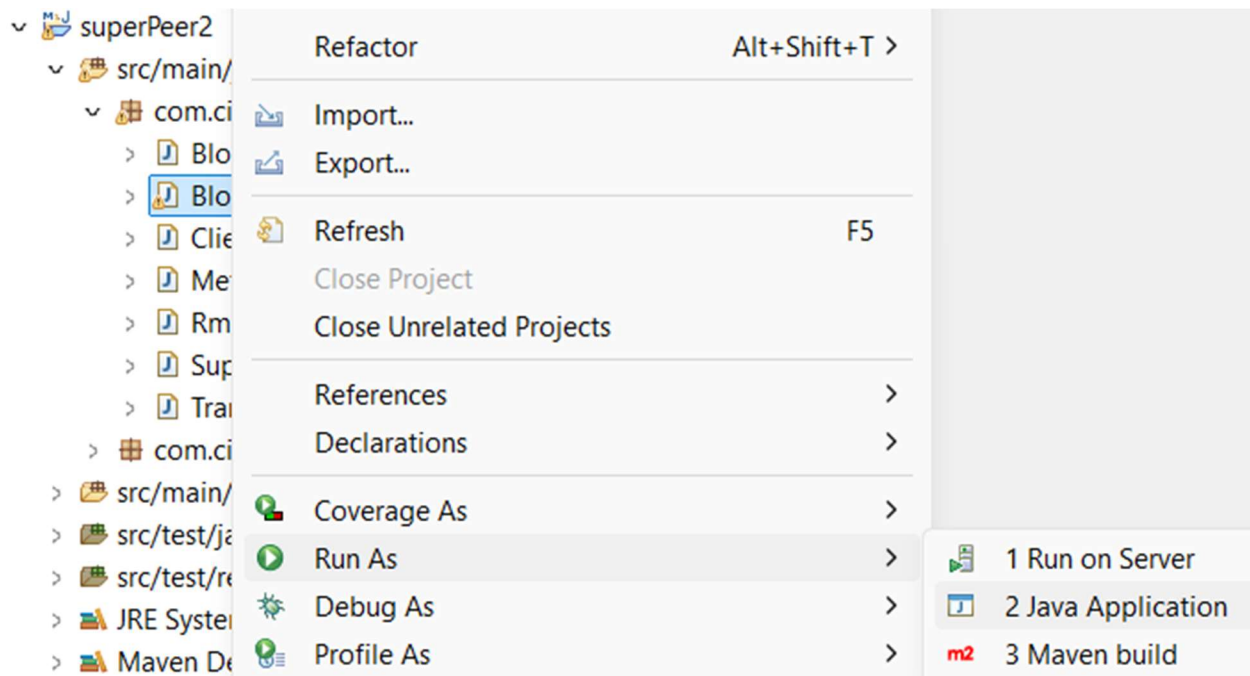 superPeer2
src/main/
com.ci
Blo
Blo
Clie
Me
Rm
Sup
Tra
com.ci
src/main/
src/test/ja
src/test/re
JRE Syste
Maven De
Refactor Alt+Shift+T >
Import...
Export...
Refresh F5
Close Project
Close Unrelated Projects
References
Declarations
Coverage As
Run As
Debug As
Profile As
1 Run on Server
2 Java Application
m2 3 Maven build